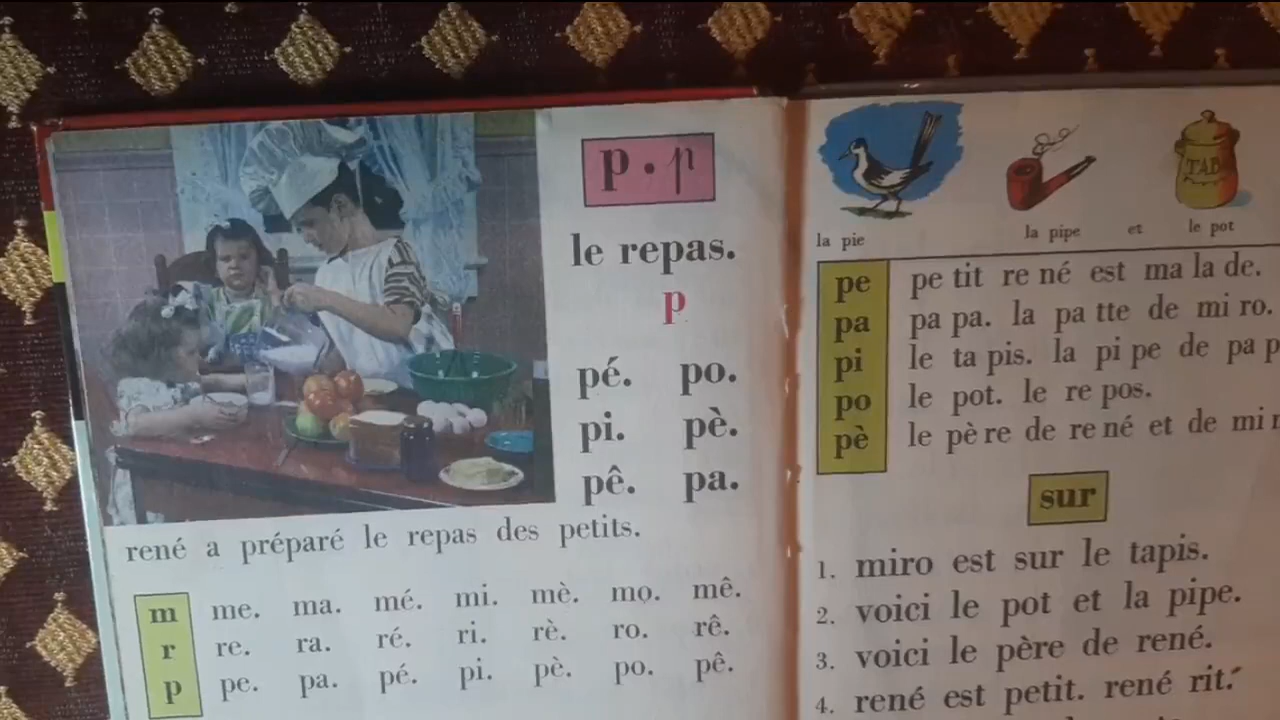 p . p
le repas.
p
pé. po.
pi. pè.
pê. pa.
rené a préparé le repas des petits.
m me. ma. mé. mi. mè. mo. mê.
r re. ra. ré. ri. rè. ro. rê.
p pe. pa. pé. pi. pè. po. pê.
TAB
la pie la pipe et le pot
pe pe tit re né est ma la de.
pa pa pa. la pa tte de mi ro.
pi le ta pis. la pi pe de pa p
po le pot. le re pos.
pè le pè re de re né et de mi
sur
1. miro est sur le tapis.
2. voici le pot et la pipe.
3. voici le père de rené.
4. rené est petit. rené rit.